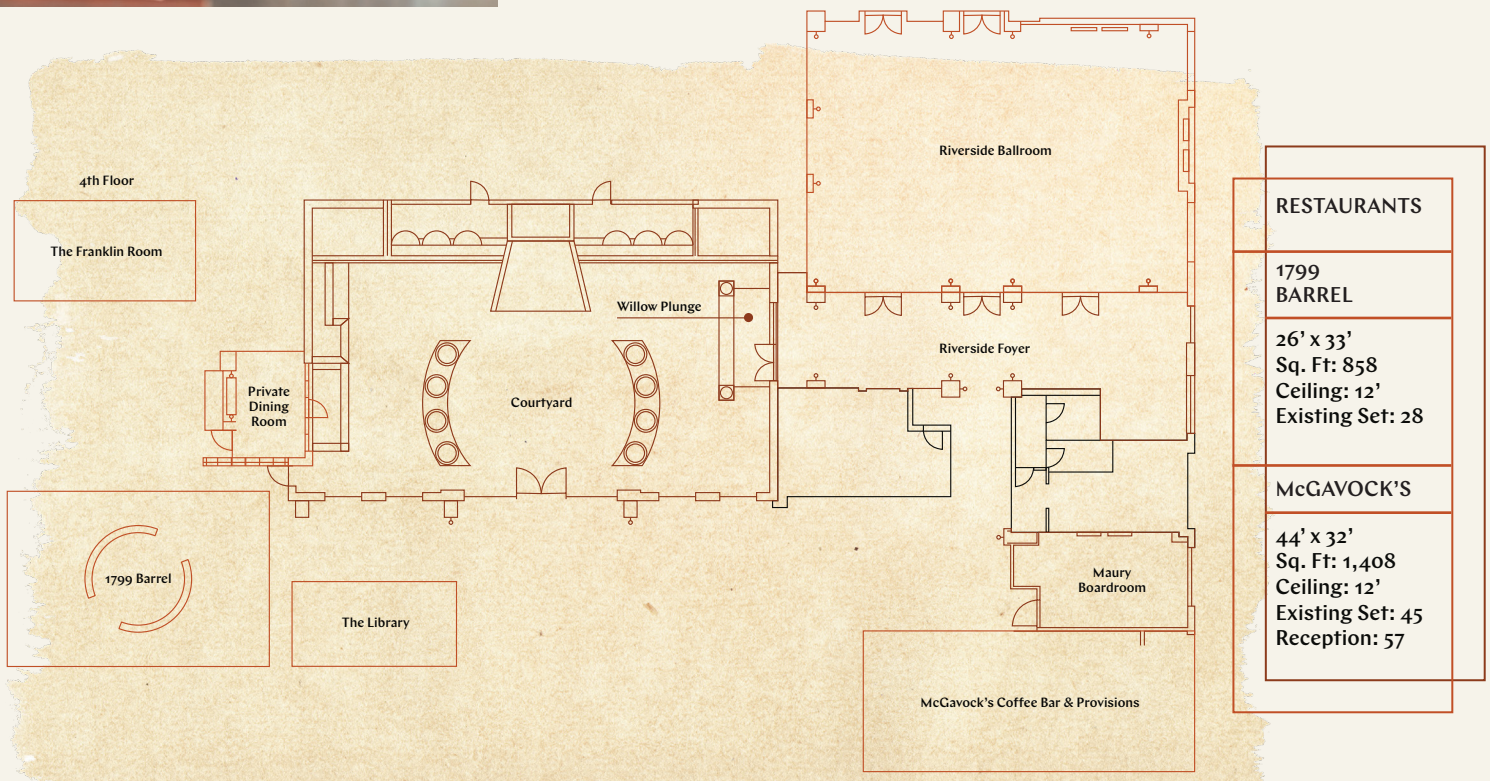 4th Floor
The Franklin Room
Riverside Ballroom
Willow Plunge
Riverside Foyer
Private
Dining
Room
Courtyard
1799 Barrel
The Library
Maury
Boardroom
McGavock's Coffee Bar & Provisions
RESTAURANTS
1799
BARREL
26' x 33'
Sq. Ft: 858
Ceiling: 12'
Existing Set: 28
McGAVOCK'S
44' x 32'
Sq. Ft: 1,408
Ceiling: 12'
Existing Set: 45
Reception: 57